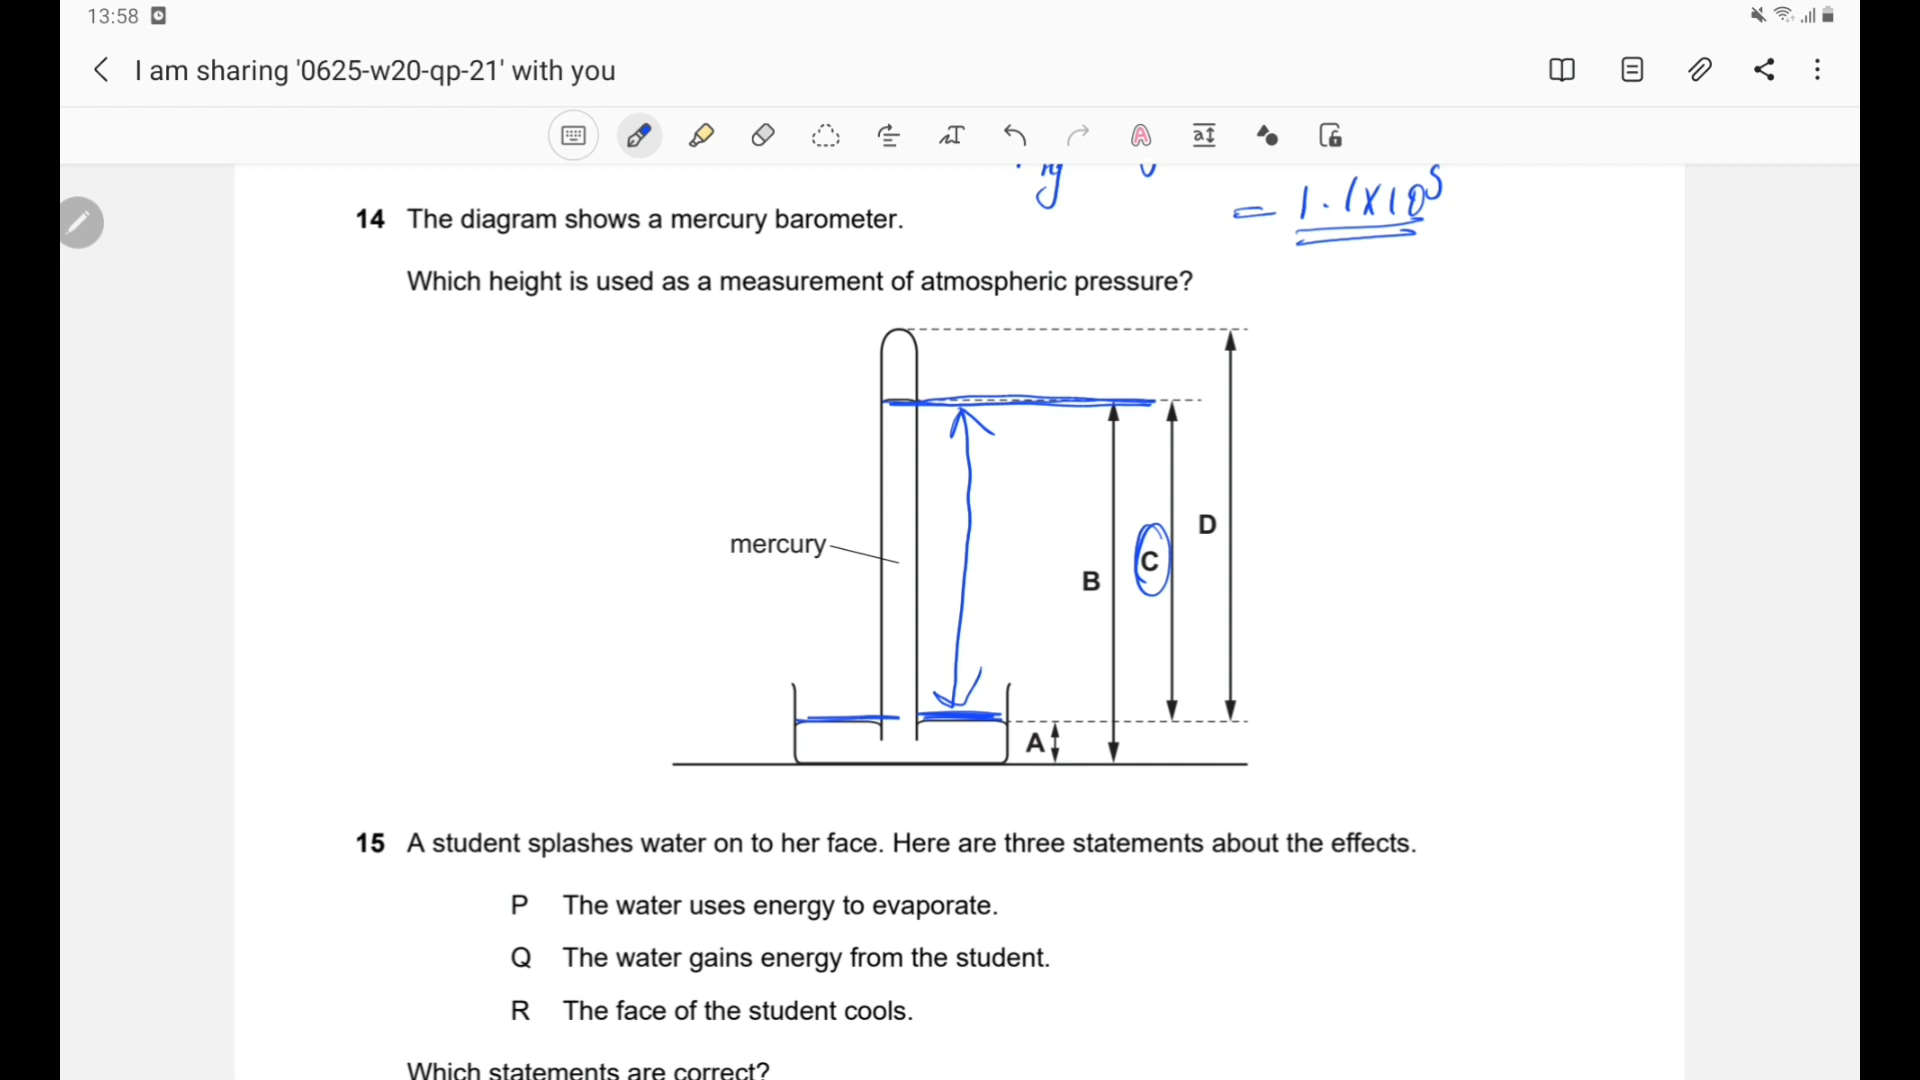 13:58
I am sharing '0625-w20-qp-21' with you
= 1.1x10⁵
14 The diagram shows a mercury barometer.
Which height is used as a measurement of atmospheric pressure?
mercury
D
C
B
A
15 A student splashes water on to her face. Here are three statements about the effects.
P The water uses energy to evaporate.
Q The water gains energy from the student.
R The face of the student cools.
Which statements are correct?